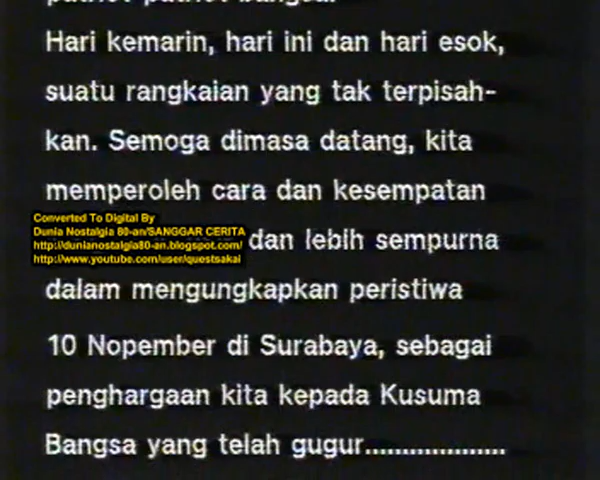 Hari kemarin, hari ini dan hari esok,
suatu rangkaian yang tak terpisah-
kan. Semoga dimasa datang, kita
memperoleh cara dan kesempatan
Converted To Digital By
Dunia Nostalgia 80-an/SANGGAR CERITA
http://dunianostalgia80-an.blogspot.com/
http://www.youtube.com/user/questsakai
dan lebih sempurna
dalam mengungkapkan peristiwa
10 Nopember di Surabaya, sebagai
penghargaan kita kepada Kusuma
Bangsa yang telah gugur...................